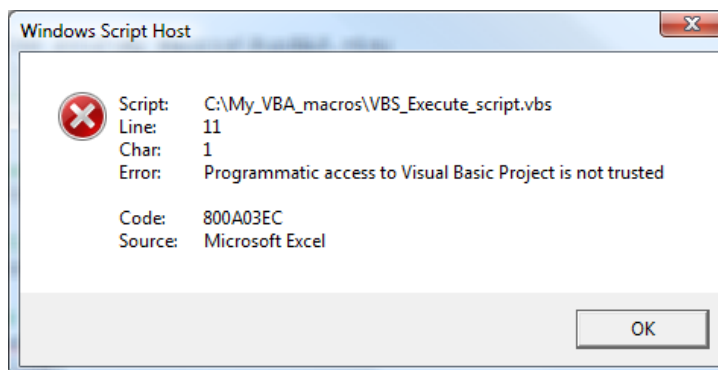 Windows Script Host
Script: C:\My_VBA_macros\VBS_Execute_script.vbs
Line: 11
Char: 1
Error: Programmatic access to Visual Basic Project is not trusted
Code: 800A03EC
Source: Microsoft Excel
OK